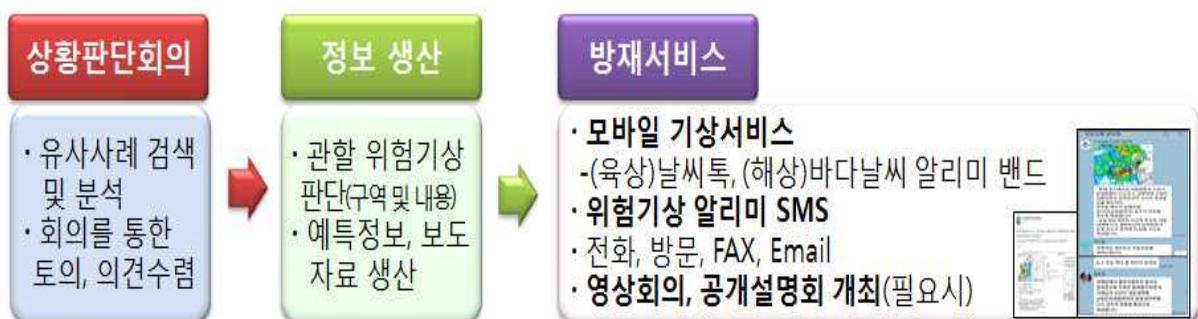 상황판단회의
· 유사사례 검색
및 분석
· 회의를 통한
토의, 의견수렴
정보 생산
· 관할 위험기상
판단(구역 및 내용)
· 예특정보, 보도
자료 생산
방재서비스
· 모바일 기상서비스
-(육상)날씨톡, (해상)바다날씨 알리미 밴드
· 위험기상 알리미 SMS
· 전화, 방문, FAX, Email
· 영상회의, 공개설명회 개최(필요시)